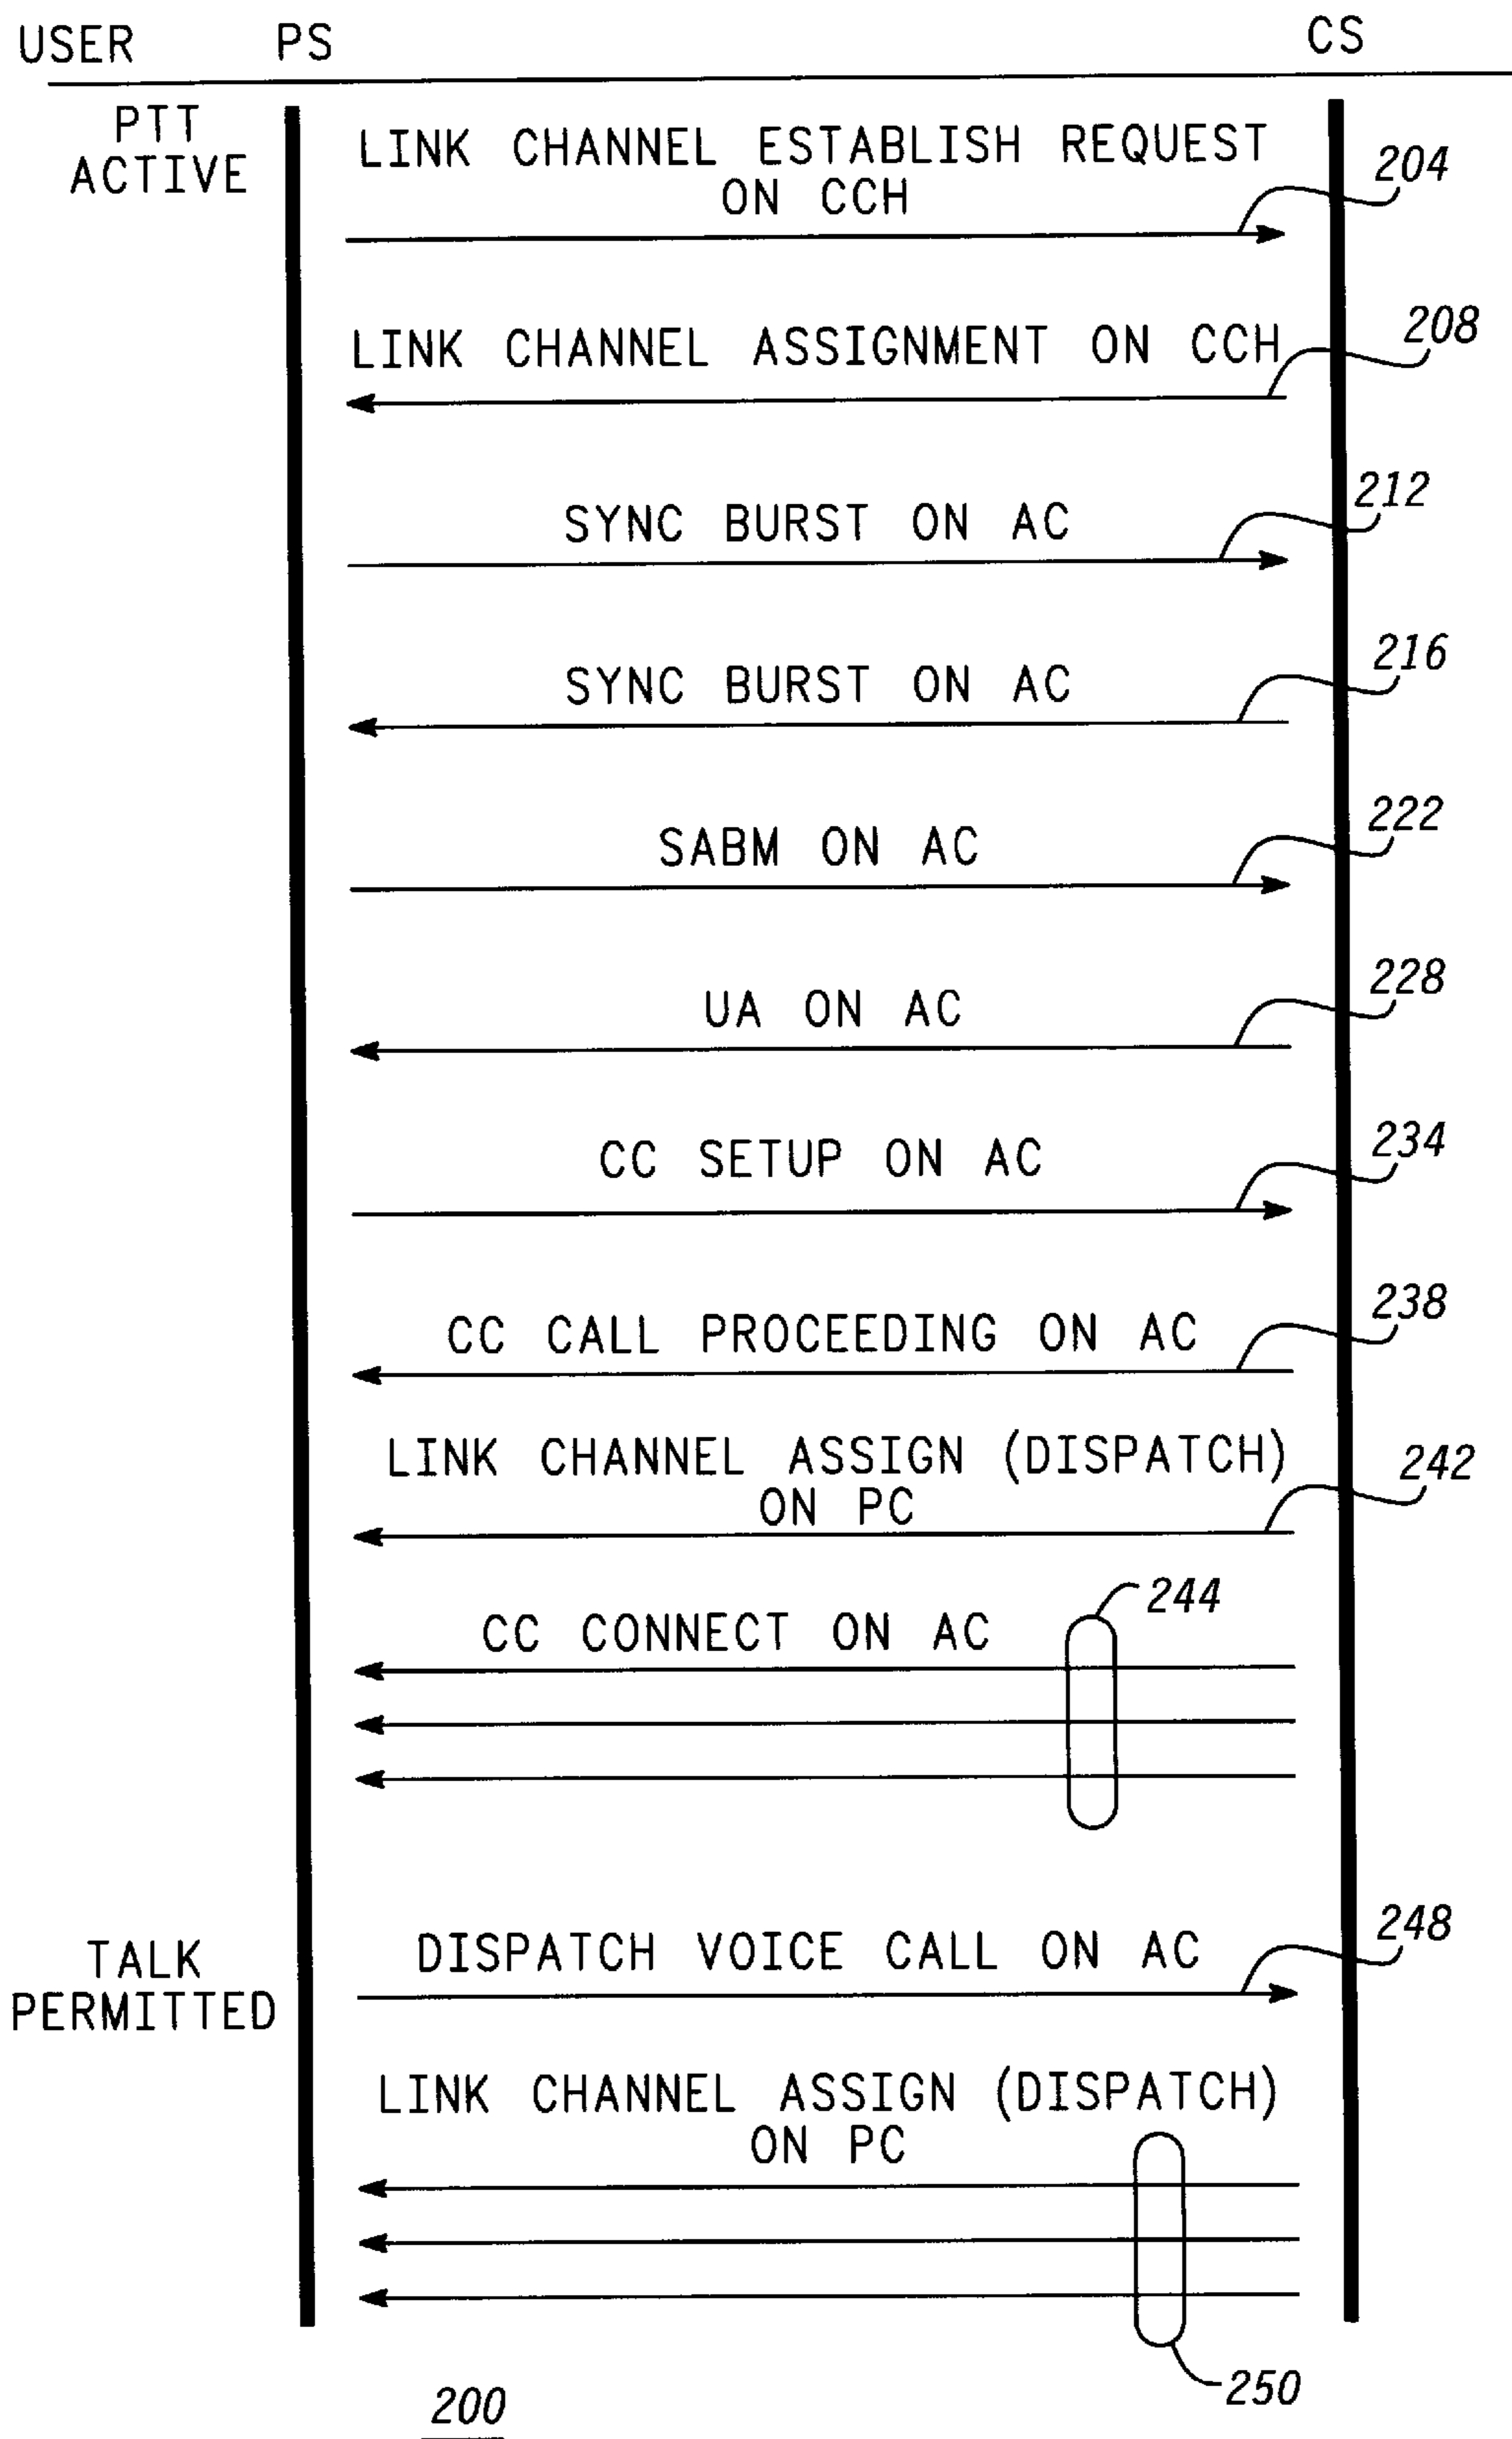 USER PS CS
PTT
ACTIVE
LINK CHANNEL ESTABLISH REQUEST
ON CCH
204
LINK CHANNEL ASSIGNMENT ON CCH
208
SYNC BURST ON AC
212
SYNC BURST ON AC
216
SABM ON AC
222
UA ON AC
228
CC SETUP ON AC
234
CC CALL PROCEEDING ON AC
238
LINK CHANNEL ASSIGN (DISPATCH)
ON PC
242
CC CONNECT ON AC
244
TALK
PERMITTED
DISPATCH VOICE CALL ON AC
248
LINK CHANNEL ASSIGN (DISPATCH)
ON PC
250
200